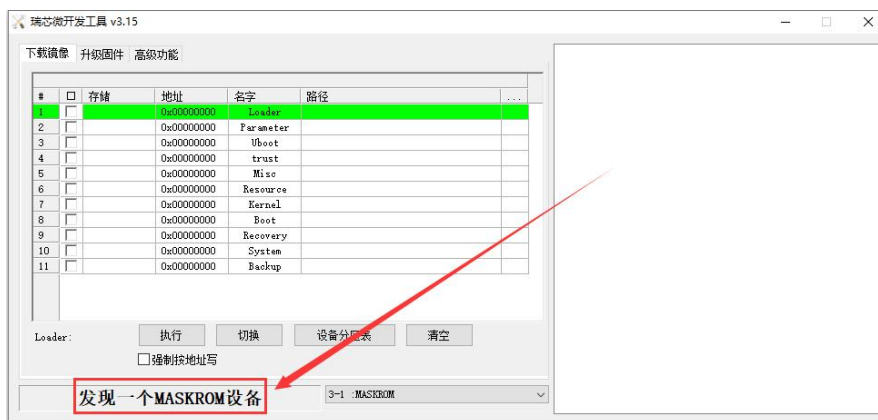 瑞芯微开发工具 v3.15
下载镜像 升级固件 高级功能
# 存储 地址 名字 路径 ...
1 0x00000000 Loader
2 0x00000000 Parameter
3 0x00000000 Uboot
4 0x00000000 trust
5 0x00000000 Misc
6 0x00000000 Resource
7 0x00000000 Kernel
8 0x00000000 Boot
9 0x00000000 Recovery
10 0x00000000 System
11 0x00000000 Backup
Loader: 执行 切换 设备分区表 清空
强制按地址写
发现一个MASKROM设备 3-1 :MASKROM